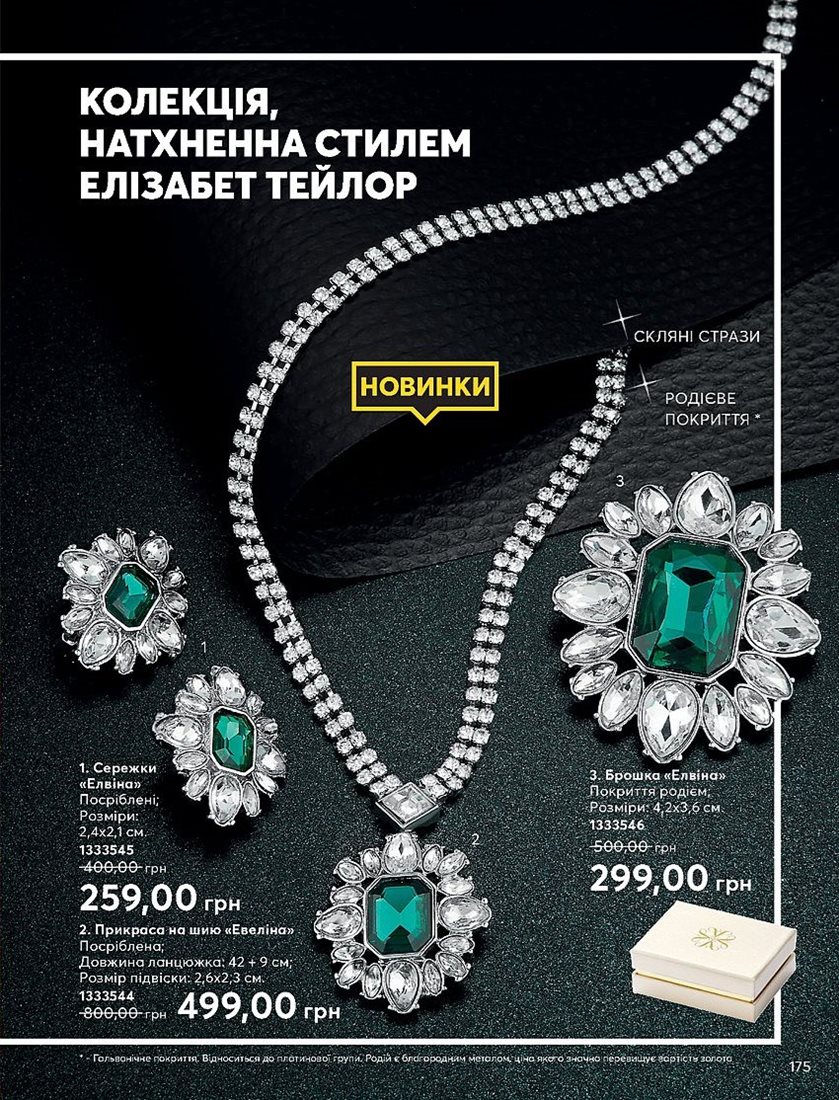 КОЛЕКЦІЯ,
НАТХНЕННА СТИЛЕМ
ЕЛІЗАБЕТ ТЕЙЛОР
СКЛЯНІ СТРАЗИ
НОВИНКИ
РОДІЄВЕ
ПОКРИТТЯ *
3
1
1. Сережки
«Елвіна»
Посріблені;
Розміри:
2,4х2,1 см.
1333545
400,00 грн
259,00 грн
2
2. Прикраса на шию «Евеліна»
Посріблена;
Довжина ланцюжка: 42 + 9 см;
Розмір підвіски: 2,6х2,3 см.
1333544
800,00 грн 499,00 грн
3. Брошка «Елвіна»
Покриття родієм;
Розміри: 4,2х3,6 см.
1333546
500,00 грн
299,00 грн
* - Гальванічне покриття. Відноситься до платинової групи. Родій є благородним металом, ціна якого значно перевищує вартість золота
175